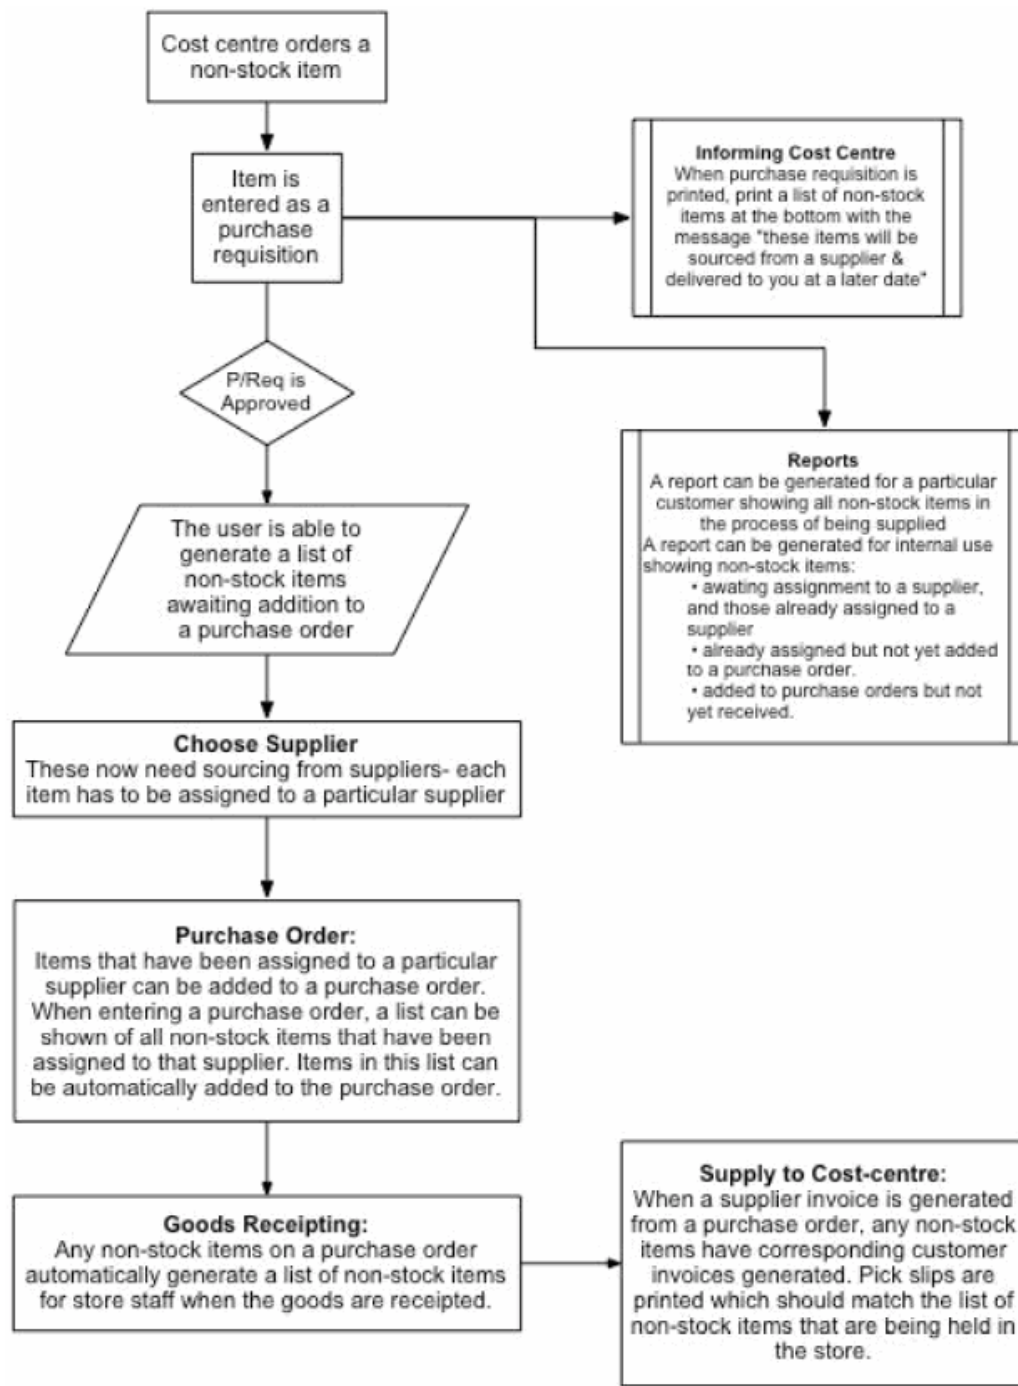 Cost centre orders a
non-stock item
Item is
entered as a
purchase
requisition
Informing Cost Centre
When purchase requisition is
printed, print a list of non-stock
items at the bottom with the
message "these items will be
sourced from a supplier &
delivered to you at a later date"
P/Req is
Approved
Reports
A report can be generated for a particular
customer showing all non-stock items in
the process of being supplied
A report can be generated for internal use
showing non-stock items:
• awating assignment to a supplier,
and those already assigned to a
supplier
• already assigned but not yet added
to a purchase order.
• added to purchase orders but not
yet received.
The user is able to
generate a list of
non-stock items
awaiting addition to
a purchase order
Choose Supplier
These now need sourcing from suppliers- each
item has to be assigned to a particular supplier
Purchase Order:
Items that have been assigned to a particular
supplier can be added to a purchase order.
When entering a purchase order, a list can be
shown of all non-stock items that have been
assigned to that supplier. Items in this list can
be automatically added to the purchase order.
Goods Receipting:
Any non-stock items on a purchase order
automatically generate a list of non-stock items
for store staff when the goods are receipted.
Supply to Cost-centre:
When a supplier invoice is generated
from a purchase order, any non-stock
items have corresponding customer
invoices generated. Pick slips are
printed which should match the list of
non-stock items that are being held in
the store.